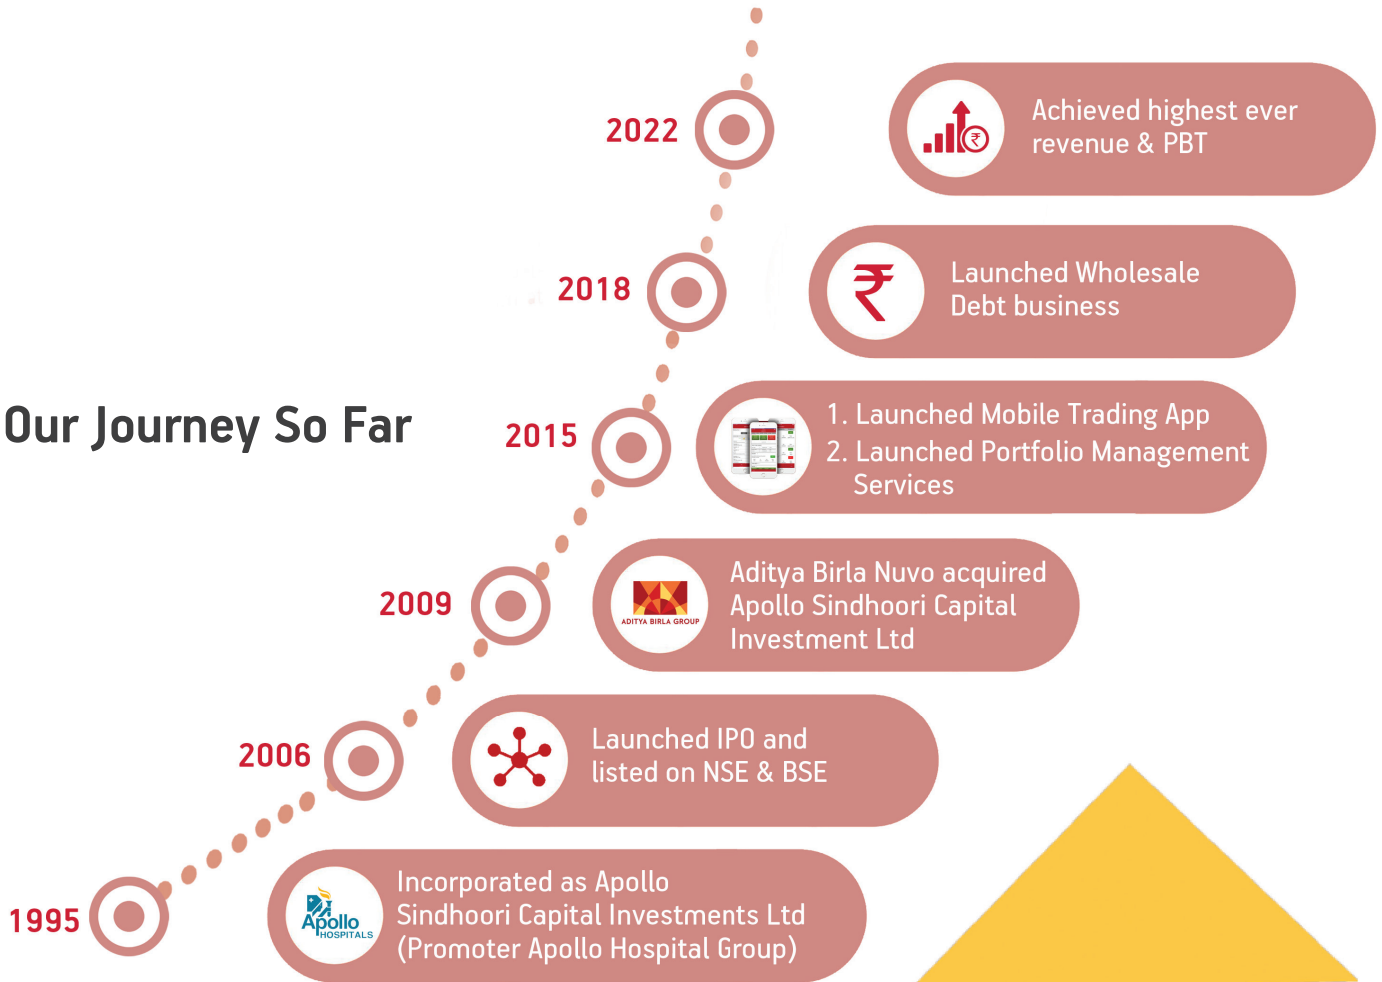 2022
Achieved highest ever
revenue & PBT
2018
Launched Wholesale
Debt business
Our Journey So Far
2015
1. Launched Mobile Trading App
2. Launched Portfolio Management
Services
2009
ADITYA BIRLA GROUP
Aditya Birla Nuvo acquired
Apollo Sindhoori Capital
Investment Ltd
2006
Launched IPO and
listed on NSE & BSE
1995
Apollo
HOSPITALS
Incorporated as Apollo
Sindhoori Capital Investments Ltd
(Promoter Apollo Hospital Group)